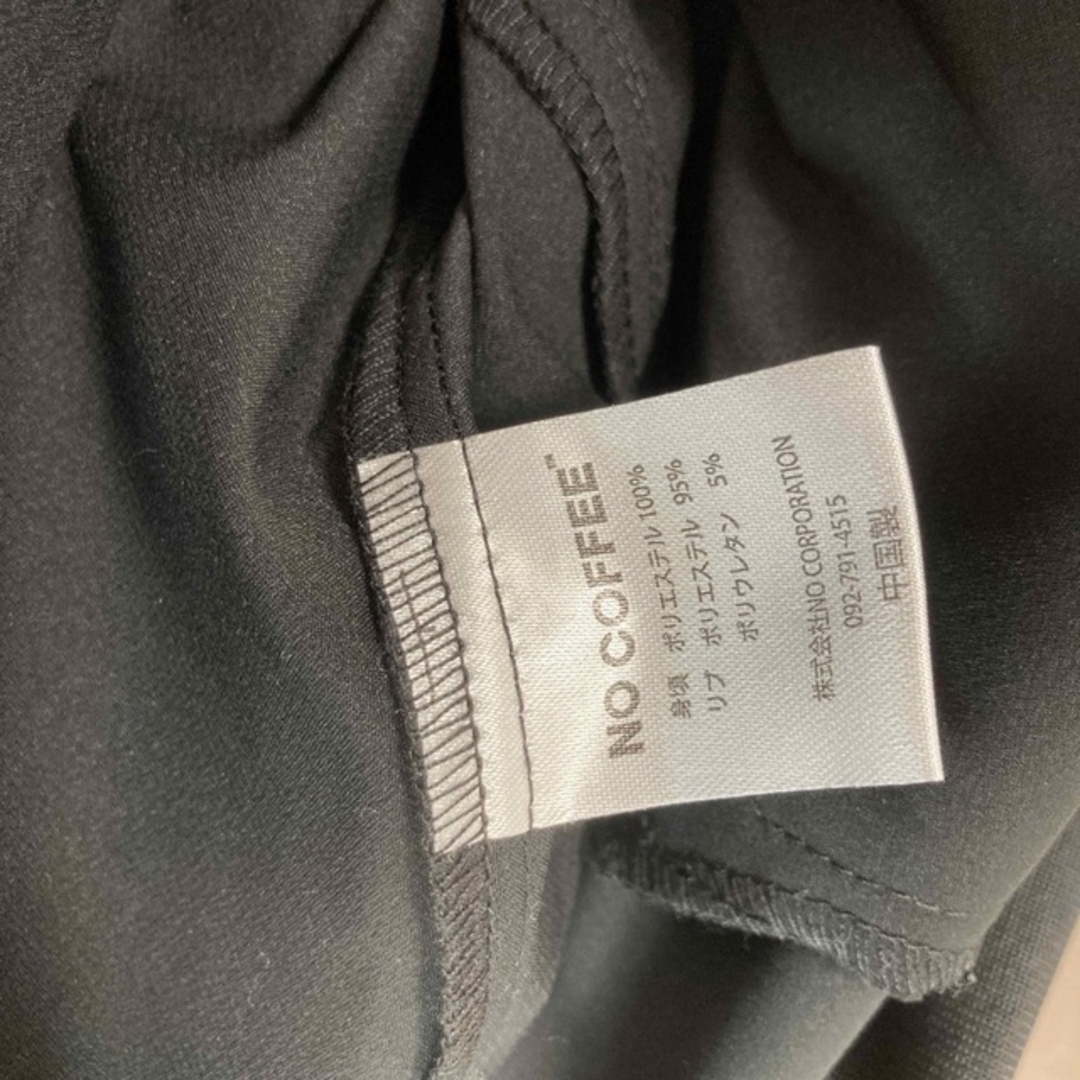 NO COFFEE™
身頃 ポリエステル 100%
リブ ポリエステル 95%
ポリウレタン 5%
株式会社NO CORPORATION
092-791-4515
中国製